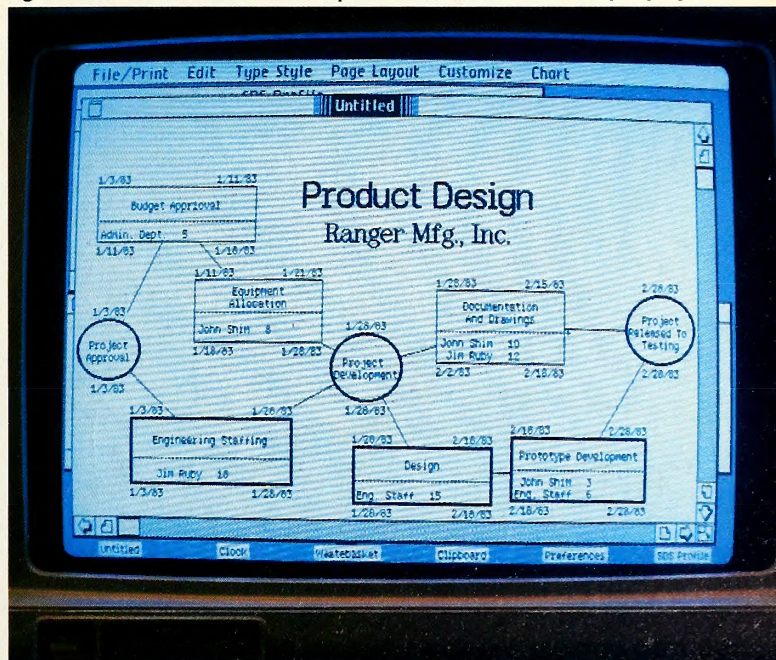 File/Print Edit Type Style Page Layout Customize Chart
Untitled
Product Design
Ranger Mfg., Inc.
1/3/83 1/11/83
Budget Approval
Admin. Dept. 5
1/11/83 1/18/83
1/11/83 1/21/83
Equipment
Allocation
John Shim 8
1/18/83 1/28/83
1/3/83
Project
Approval
1/3/83
1/28/83
Project
Development
1/28/83
1/28/83 2/15/83
Documentation
And Drawings
John Shim 10
Jim Ruby 12
2/2/83 2/18/83
2/28/83
Project
Released To
Testing
2/28/83
1/3/83 1/28/83
Engineering Staffing
Jim Ruby 18
1/3/83 1/28/83
1/28/83 2/18/83
Design
Eng. Staff 15
1/28/83 2/18/83
2/18/83 2/28/83
Prototype Development
John Shim 3
Eng. Staff 6
2/18/83 2/28/83
Untitled Clock Wastebasket Clipboard Preferences SDS Profile